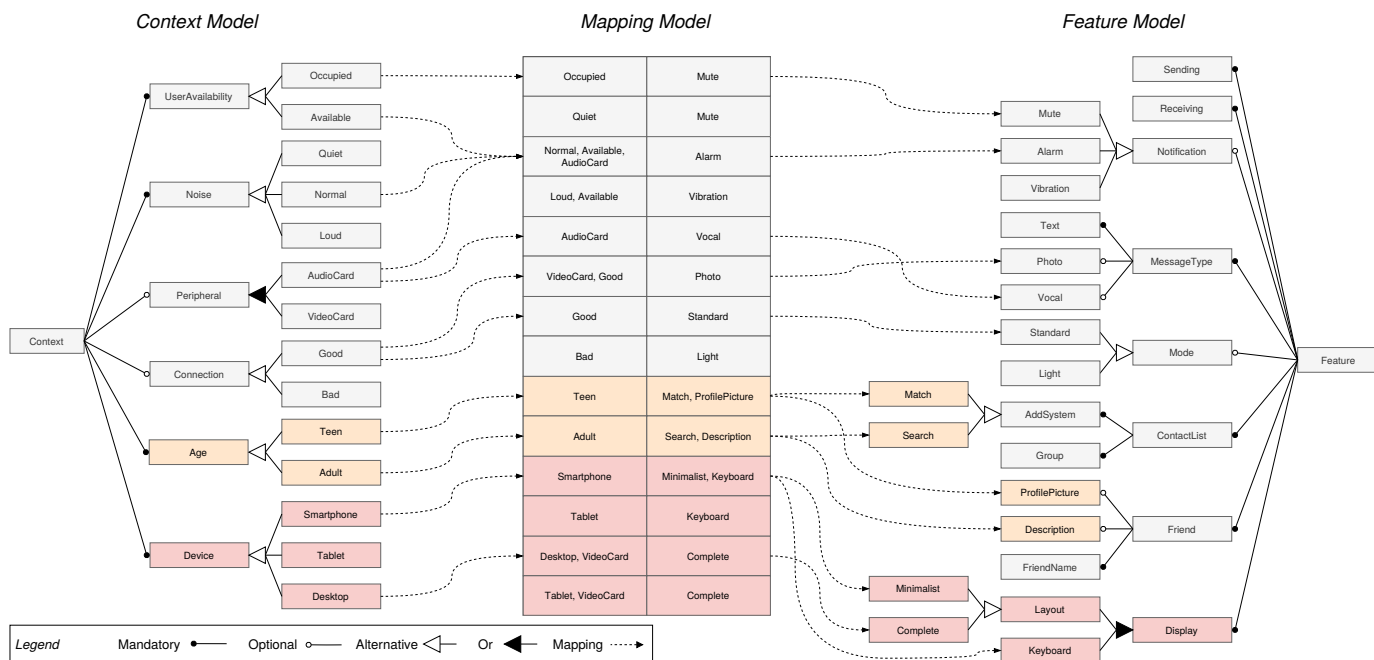 Context Model
Mapping Model
Feature Model
Context
UserAvailability
Occupied
Available
Noise
Quiet
Normal
Loud
Peripheral
AudioCard
VideoCard
Connection
Good
Bad
Age
Teen
Adult
Device
Smartphone
Tablet
Desktop
Occupied Mute
Quiet Mute
Normal, Available,
AudioCard
Alarm
Loud, Available Vibration
AudioCard Vocal
VideoCard, Good Photo
Good Standard
Bad Light
Teen Match, ProfilePicture
Adult Search, Description
Smartphone Minimalist, Keyboard
Tablet Keyboard
Desktop, VideoCard Complete
Tablet, VideoCard Complete
Sending
Receiving
Mute
Alarm
Vibration
Notification
Text
Photo
Vocal
MessageType
Standard
Light
Mode
Match
Search
AddSystem
Group
ContactList
ProfilePicture
Description
FriendName
Friend
Minimalist
Complete
Layout
Keyboard
Display
Feature
Legend Mandatory Optional Alternative Or Mapping